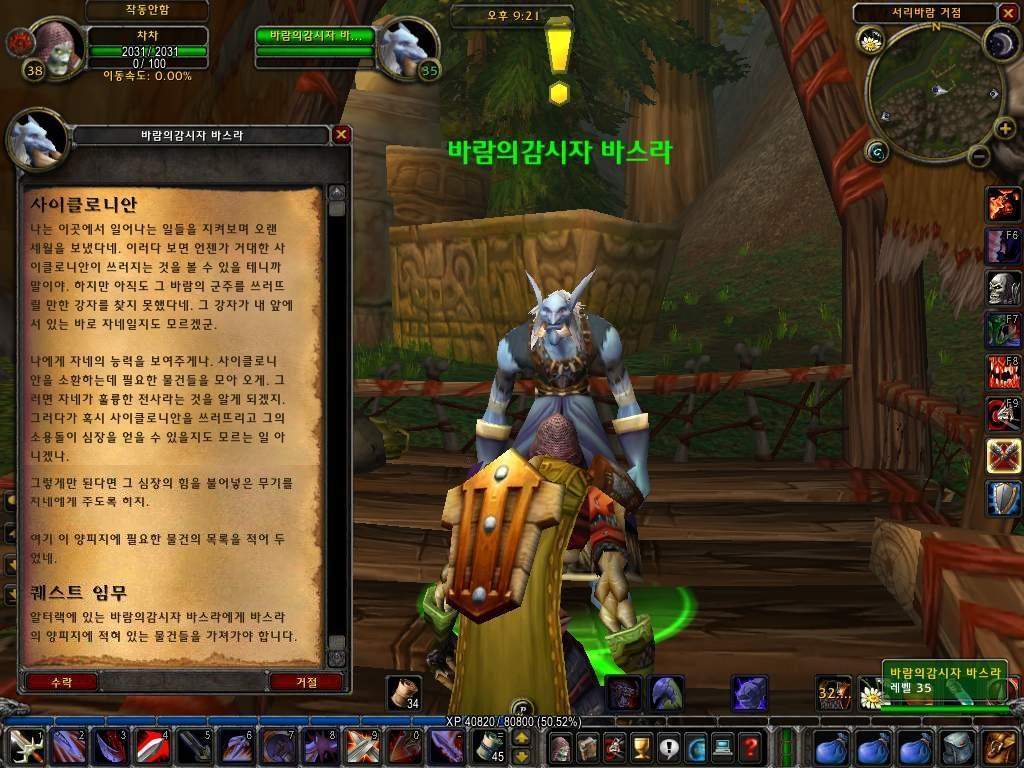 작동안함
차차
2031/ 2031
0/ 100
38
이동속도: 0.00%
바람의감시자 바...
35
오후 9:21
서리바람 거점
N
바람의감시자 바스라
바람의감시자 바스라
사이클로니안
나는 이곳에서 일어나는 일들을 지켜보며 오랜
세월을 보냈다네. 이러다 보면 언젠가 거대한 사
이클로니안이 쓰러지는 것을 볼 수 있을 테니까
말이야. 하지만 아직도 그 바람의 군주를 쓰러뜨
릴 만한 강자를 찾지 못했다네. 그 강자가 내 앞에
서 있는 바로 자네일지도 모르겠군.
나에게 자네의 능력을 보여주게나. 사이클로니
안을 소환하는데 필요한 물건들을 모아 오게. 그
러면 자네가 훌륭한 전사라는 것을 알게 되겠지.
그러다가 혹시 사이클로니안을 쓰러뜨리고 그의
소용돌이 심장을 얻을 수 있을지도 모르는 일 아
니겠나.
그렇게만 된다면 그 심장의 힘을 불어넣은 무기를
자네에게 주도록 하지.
여기 이 양피지에 필요한 물건의 목록을 적어 두
었네.
퀘스트 임무
알터랙에 있는 바람의감시자 바스라에게 바스라
의 양피지에 적혀 있는 물건들을 가져가야 합니다.
수락
거절
F6
F7
F8
F9
34
32...
바람의감시자 바스라
레벨 35
XP 40820/ 80800 (50.52%)
1 2 3 4 5 6 7 8 9 0 - =
45